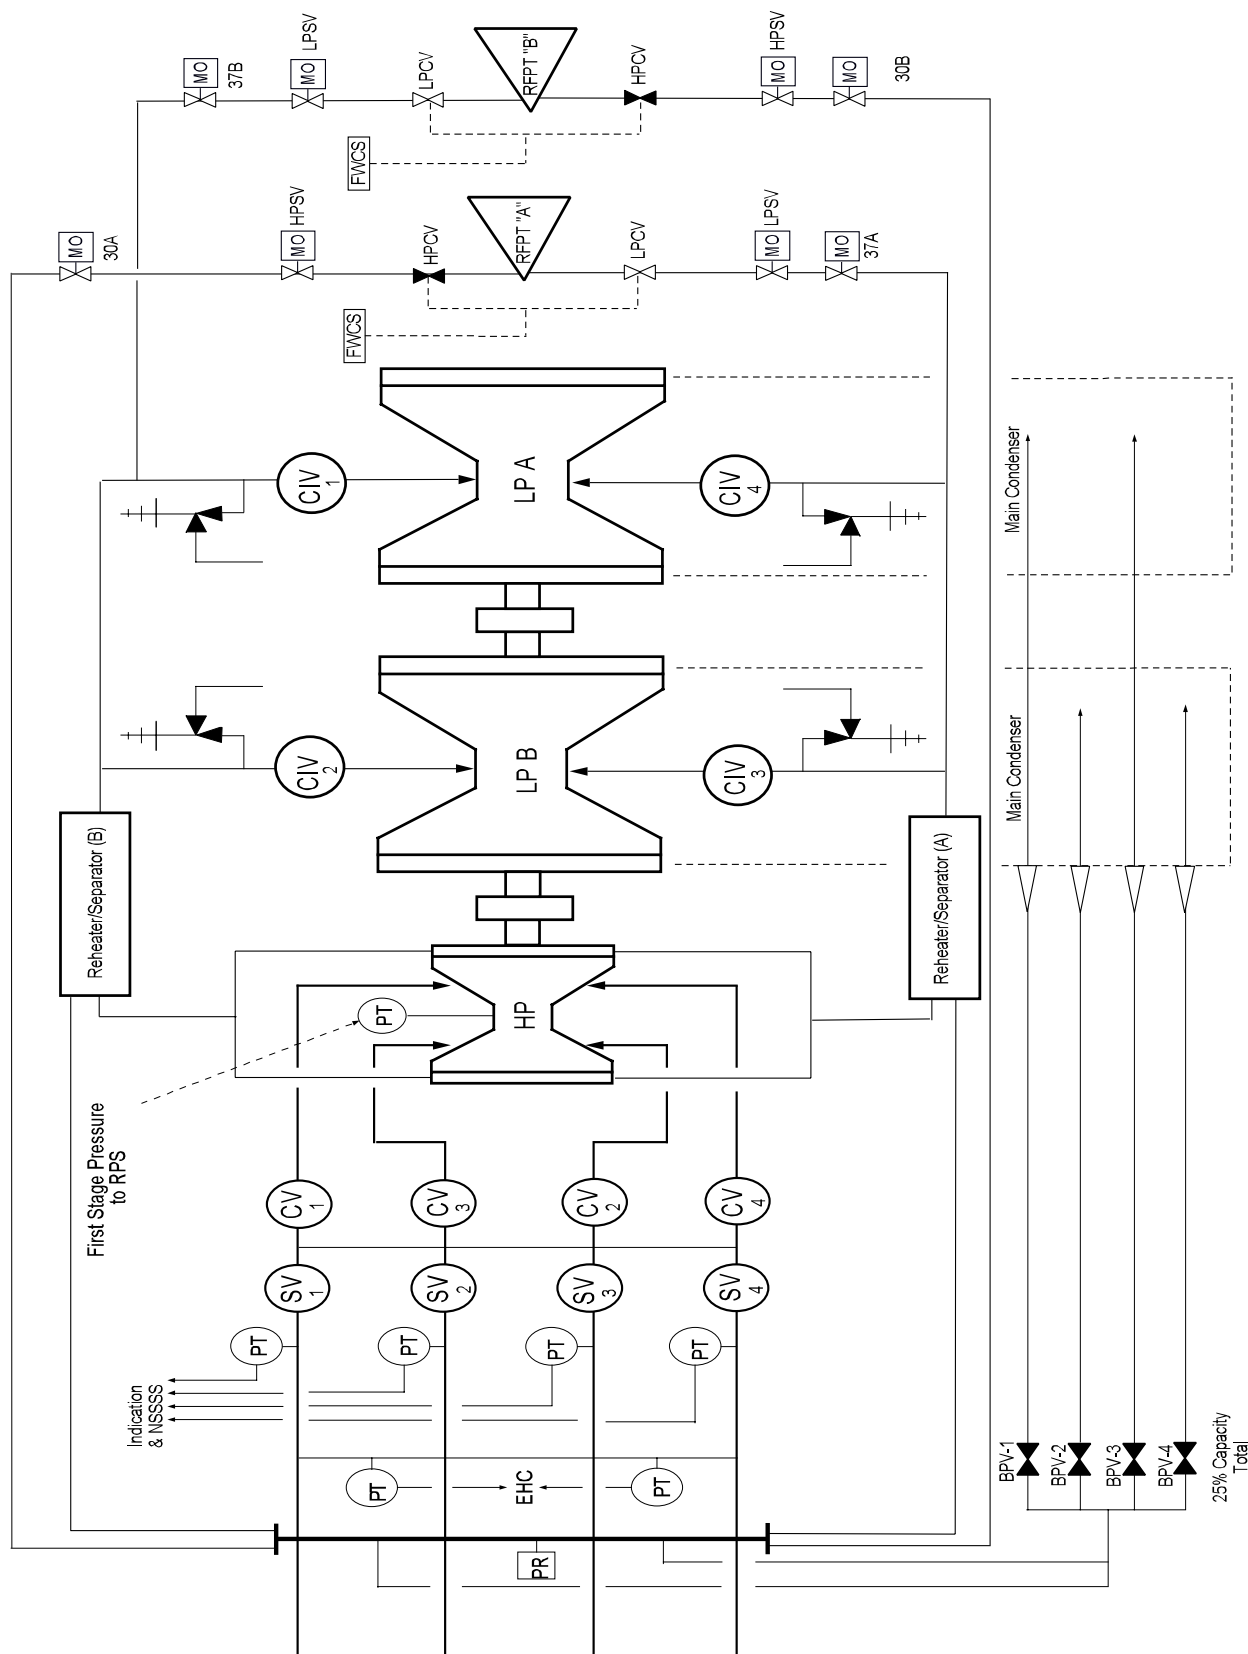 MO
37B
MO
LPSV
LPCV
RFPT "B"
HPCV
MO
HPSV
MO
30B
FWCS
MO
30A
MO
HPSV
HPCV
RFPT "A"
LPCV
MO
LPSV
MO
37A
FWCS
CIV
1
LP A
CIV
4
Main Condenser
CIV
2
LP B
CIV
3
Main Condenser
Reheater/Separator (B)
Reheater/Separator (A)
PT
HP
First Stage Pressure
to RPS
CV
1
CV
3
CV
2
CV
4
SV
1
SV
2
SV
3
SV
4
PT
PT
PT
PT
Indication
& NSSSS
PT
EHC
PT
PR
BPV-1
BPV-2
BPV-3
BPV-4
25% Capacity
Total